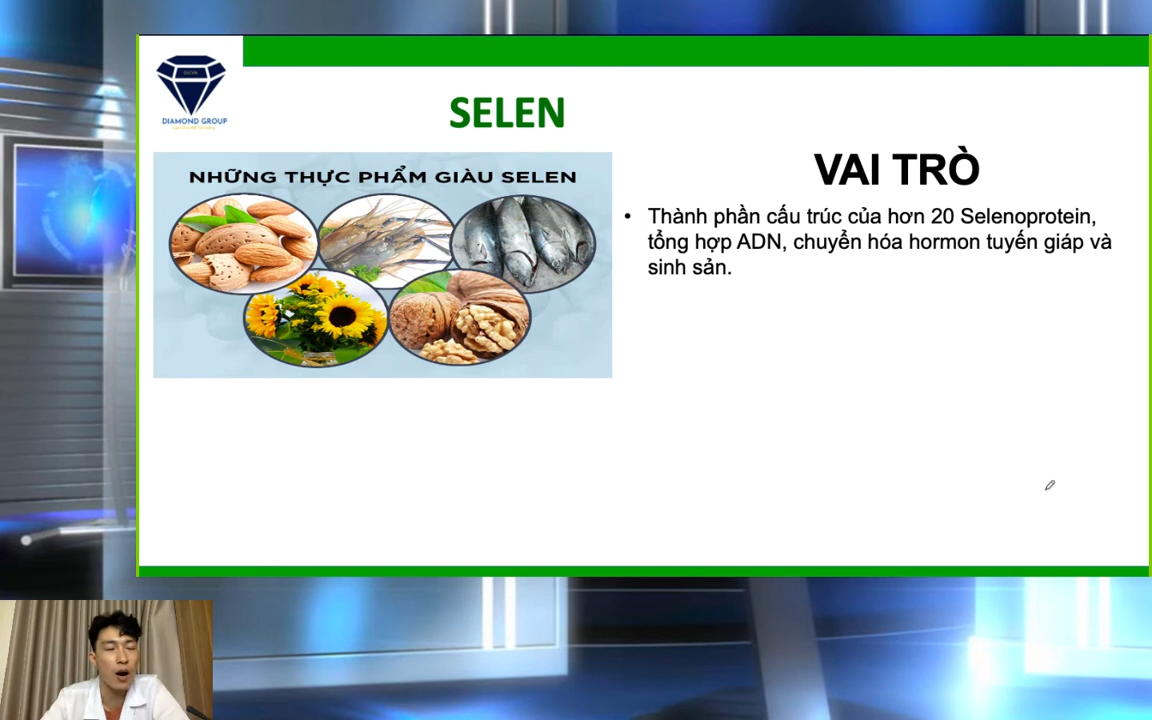 DIAMOND GROUP
SELEN
NHỮNG THỰC PHẨM GIÀU SELEN
VAI TRÒ
• Thành phần cấu trúc của hơn 20 Selenoprotein,
tổng hợp ADN, chuyển hóa hormon tuyến giáp và
sinh sản.